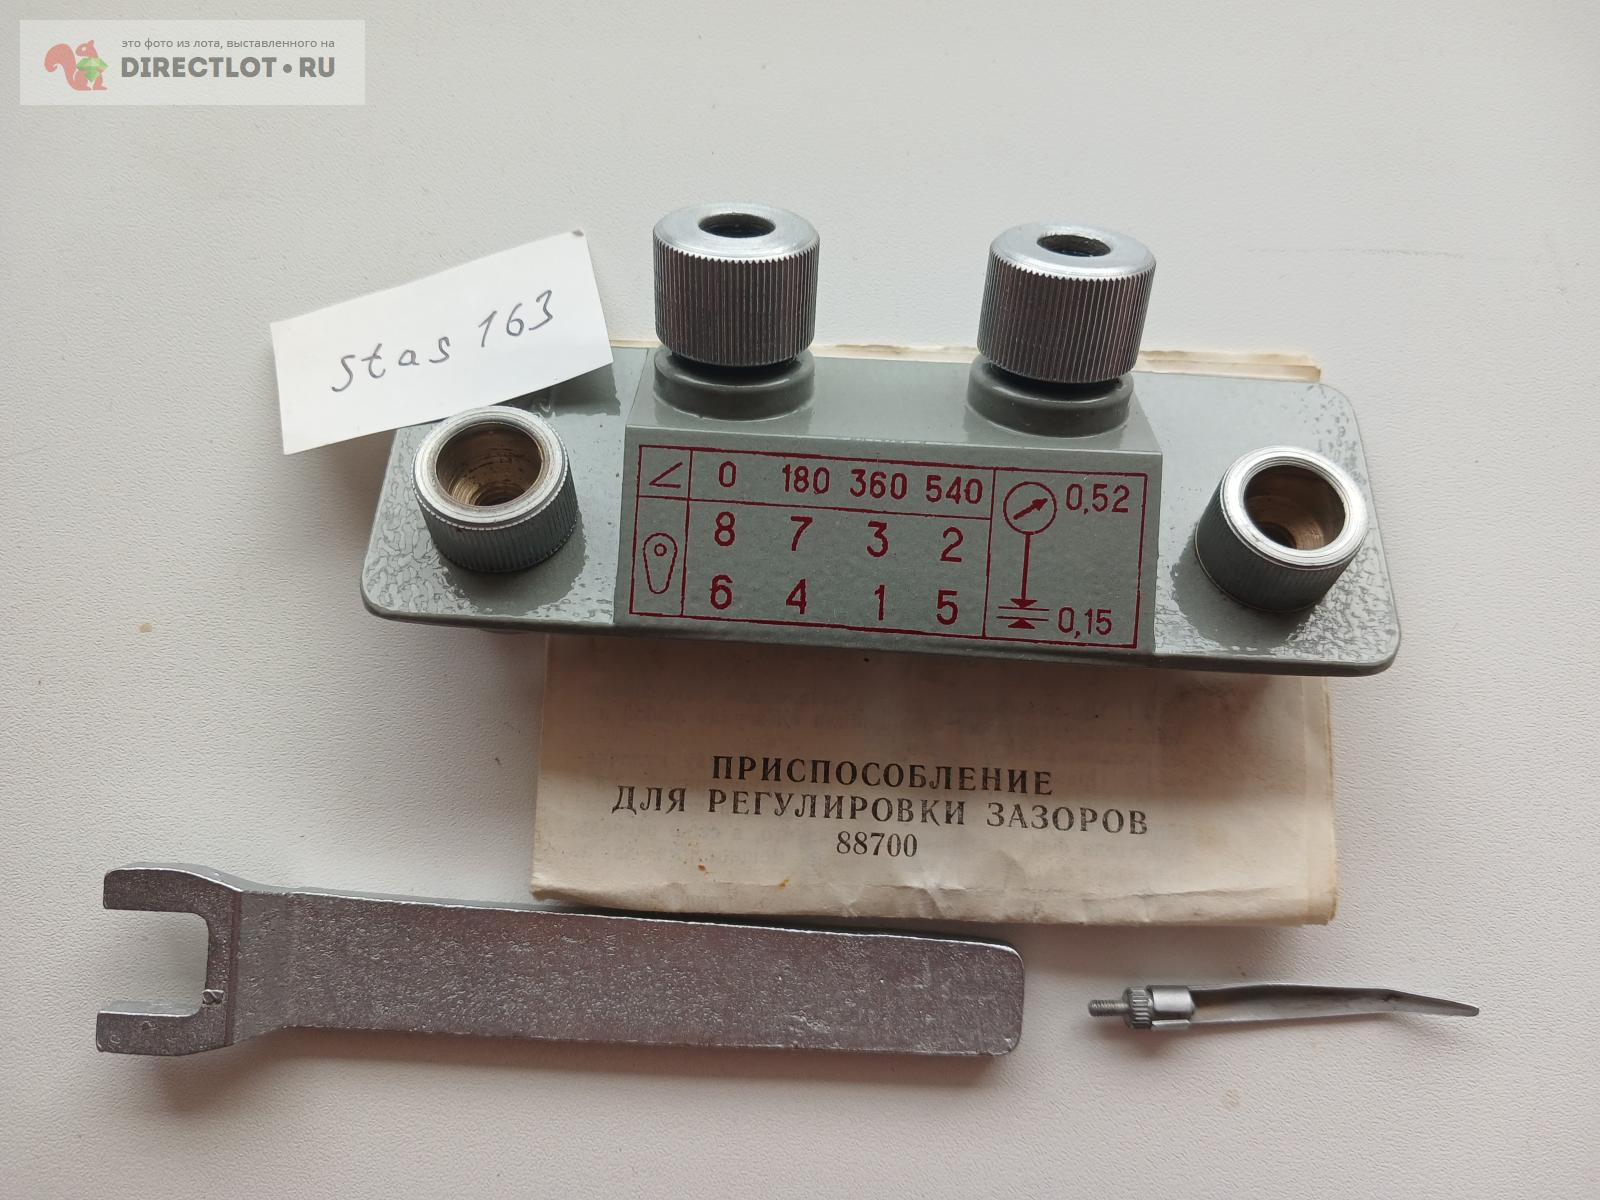 это фото из лота, выставленного на
DIRECTLOT•RU
stas 163
0 180 360 540
8 7 3 2
6 4 1 5
0,52
0,15
ПРИСПОСОБЛЕНИЕ
ДЛЯ РЕГУЛИРОВКИ ЗАЗОРОВ
88700